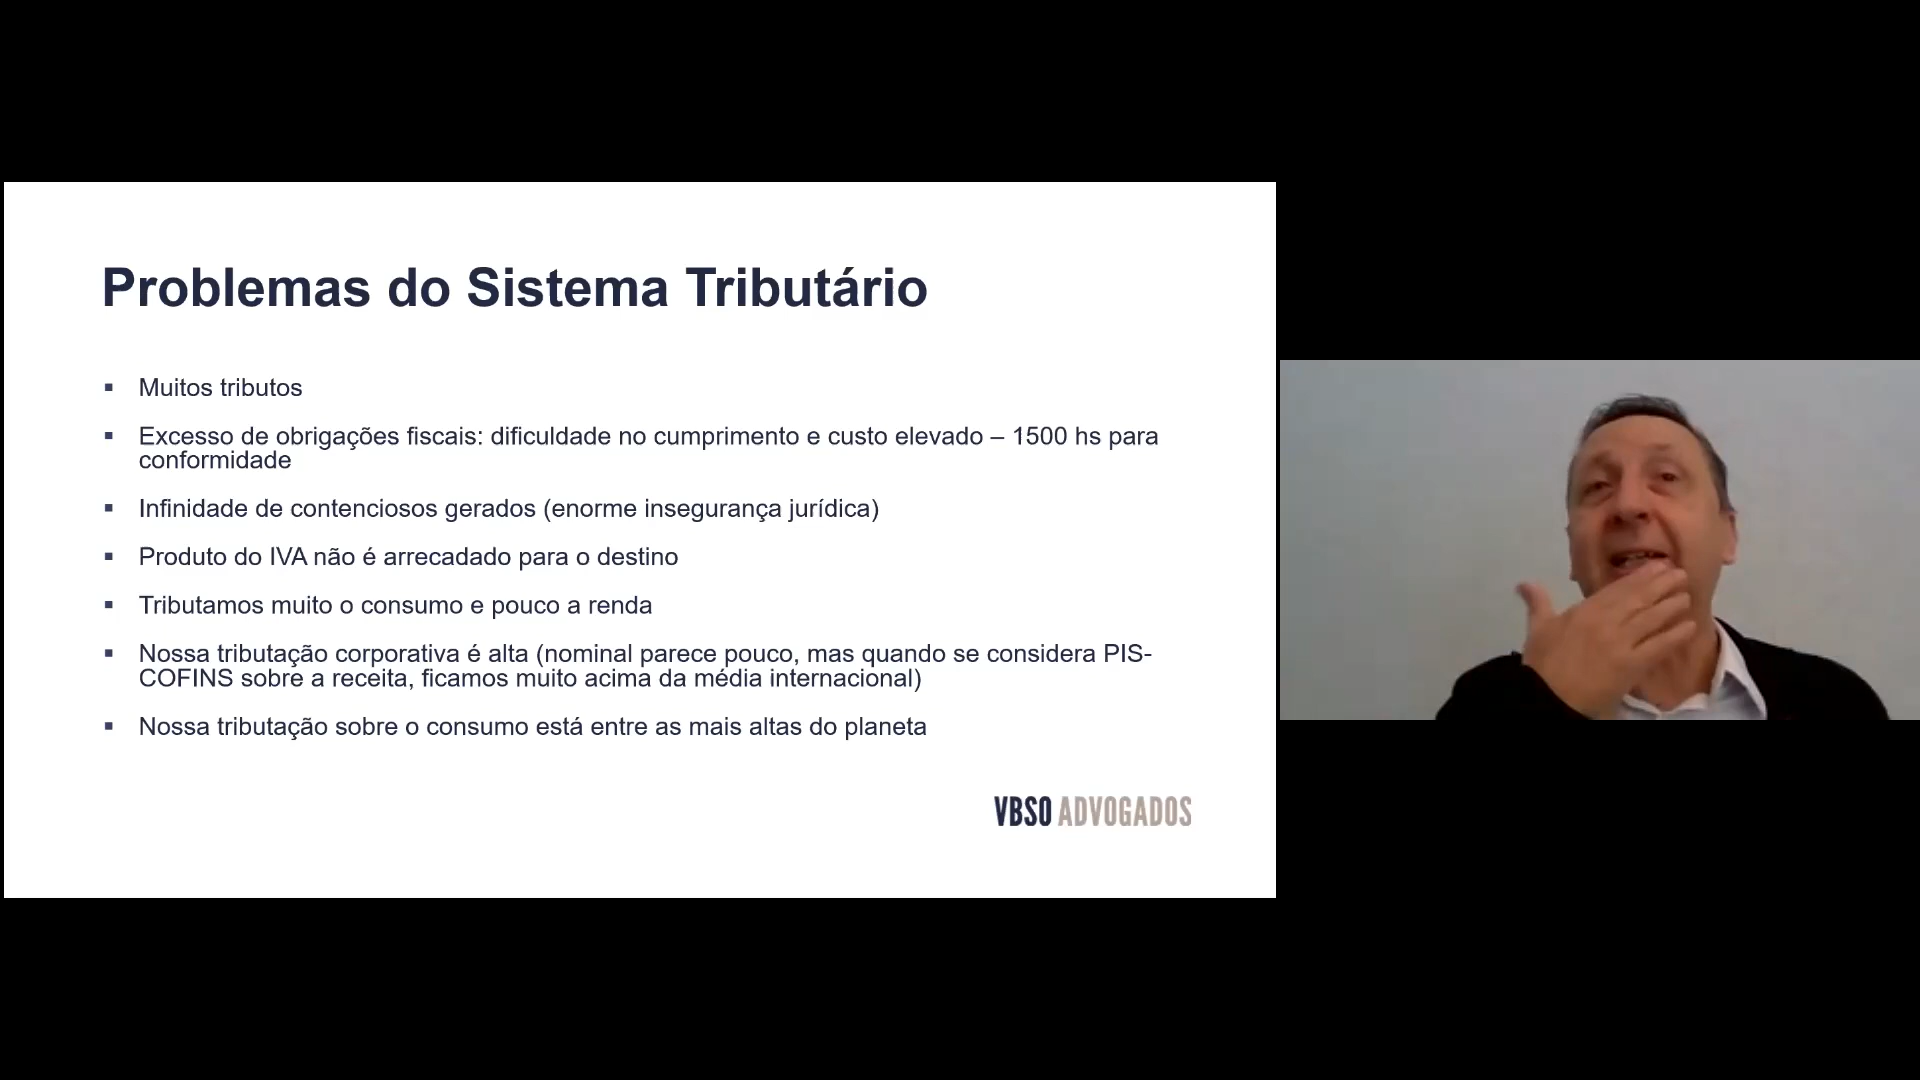 Problemas do Sistema Tributário
▪ Muitos tributos
▪ Excesso de obrigações fiscais: dificuldade no cumprimento e custo elevado – 1500 hs para
conformidade
▪ Infinidade de contenciosos gerados (enorme insegurança jurídica)
▪ Produto do IVA não é arrecadado para o destino
▪ Tributamos muito o consumo e pouco a renda
▪ Nossa tributação corporativa é alta (nominal parece pouco, mas quando se considera PIS-
COFINS sobre a receita, ficamos muito acima da média internacional)
▪ Nossa tributação sobre o consumo está entre as mais altas do planeta
VBSO ADVOGADOS